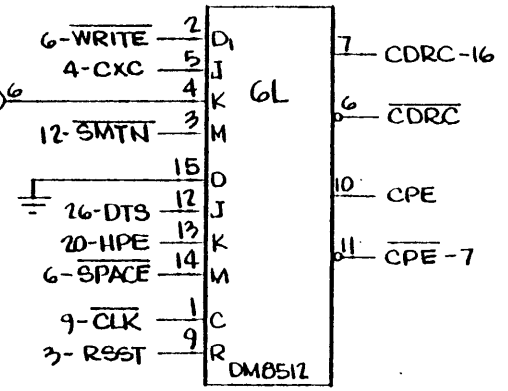 6-WRITE 2 D1 7 CDRC-16
4-CXC 5 J
6 4 K 6L 6 CDRC
12-SMTN 3 M
15 D 10 CPE
26-DTS 12 J
20-HPE 13 K 11 CPE-7
6-SPACE 14 M
9-CLK 1 C
3-RSST 9 R
DM8512